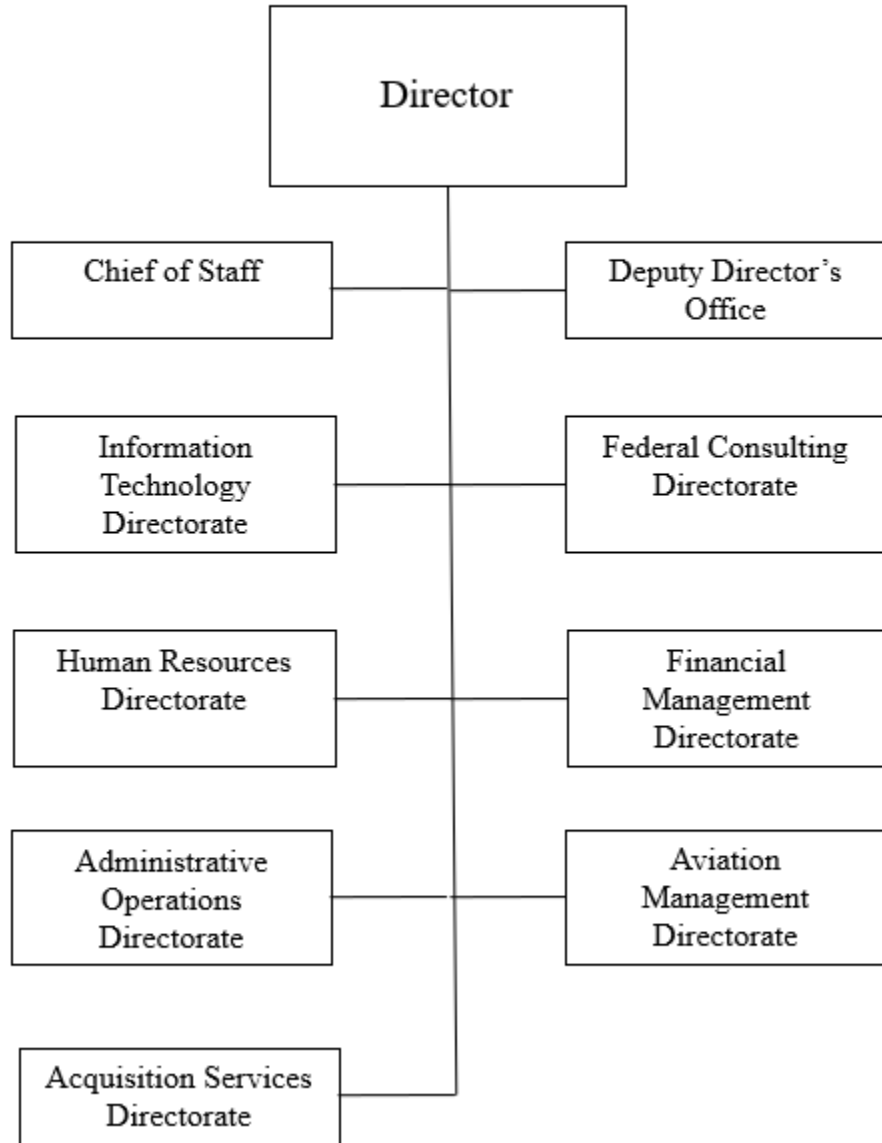 Director
Chief of Staff
Deputy Director’s
Office
Information
Technology
Directorate
Federal Consulting
Directorate
Human Resources
Directorate
Financial
Management
Directorate
Administrative
Operations
Directorate
Aviation
Management
Directorate
Acquisition Services
Directorate